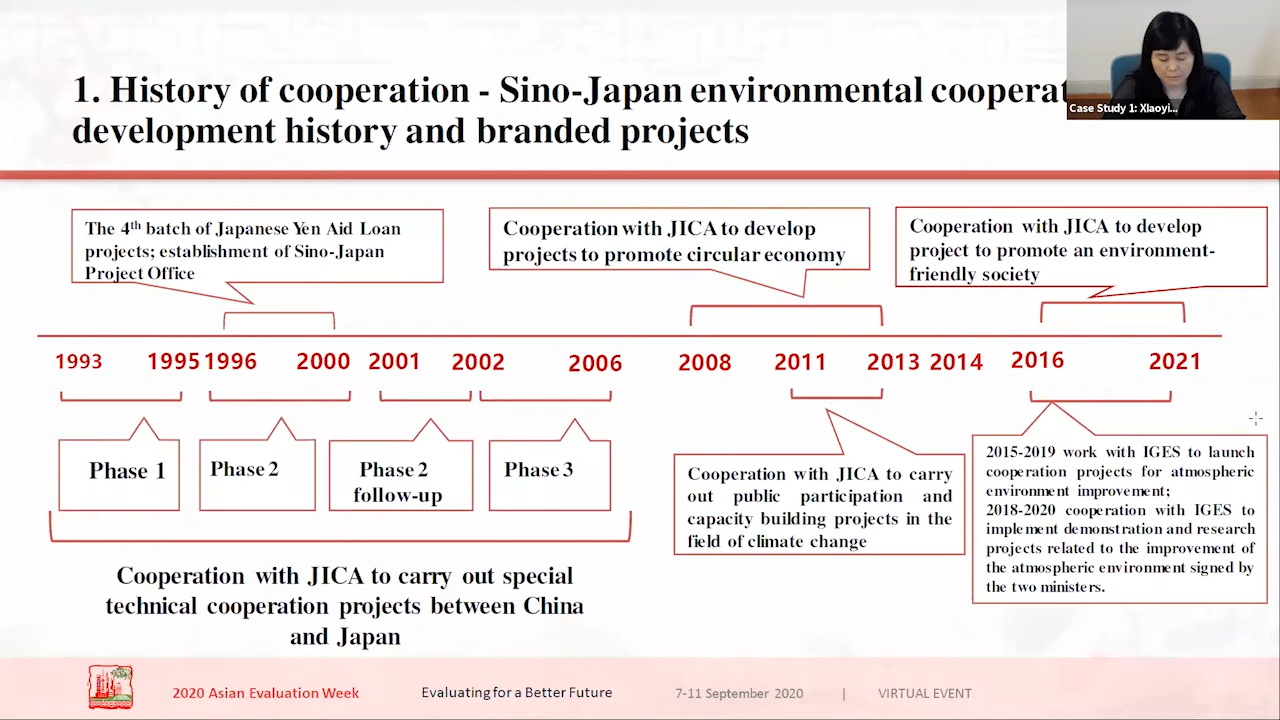 1. History of cooperation - Sino-Japan environmental cooperat
development history and branded projects
Case Study 1: XIaoyi...
The 4th batch of Japanese Yen Aid Loan
projects; establishment of Sino-Japan
Project Office
Cooperation with JICA to develop
projects to promote circular economy
Cooperation with JICA to develop
project to promote an environment-
friendly society
1993 1995 1996 2000 2001 2002 2006 2008 2011 2013 2014 2016 2021
Phase 1
Phase 2
Phase 2
follow-up
Phase 3
Cooperation with JICA to carry
out public participation and
capacity building projects in the
field of climate change
2015-2019 work with IGES to launch
cooperation projects for atmospheric
environment improvement;
2018-2020 cooperation with IGES to
implement demonstration and research
projects related to the improvement of
the atmospheric environment signed by
the two ministers.
Cooperation with JICA to carry out special
technical cooperation projects between China
and Japan
2020 Asian Evaluation Week Evaluating for a Better Future 7-11 September 2020 | VIRTUAL EVENT